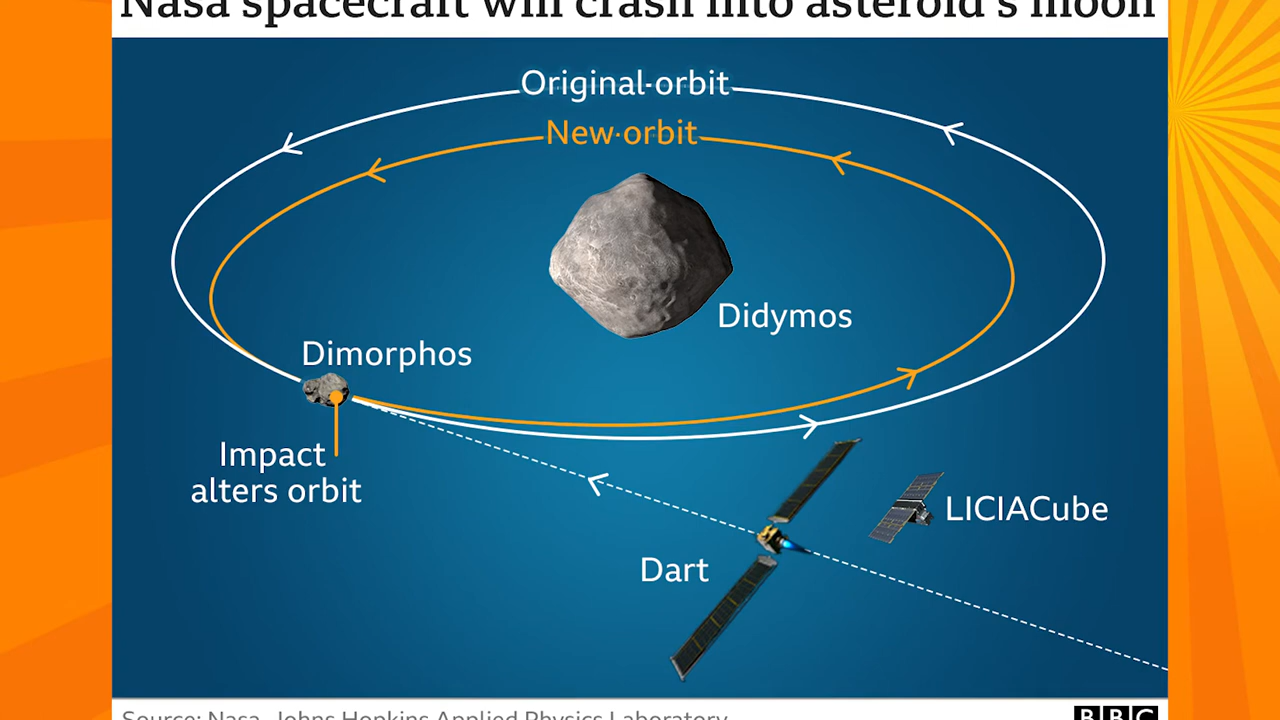 Nasa spacecraft will crash into asteroid's moon
Original orbit
New orbit
Didymos
Dimorphos
Impact
alters orbit
LICIACube
Dart
Source: Nasa, Johns Hopkins Applied Physics Laboratory
BBC